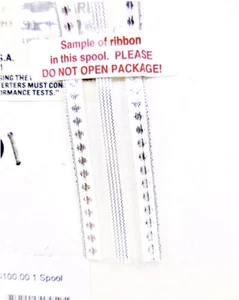 Sample of ribbon
in this spool. PLEASE
DO NOT OPEN PACKAGE!
S.A.
SING THE
ERTERS MUST CON
ORMANCE TESTS."
$100.00 1 Spool